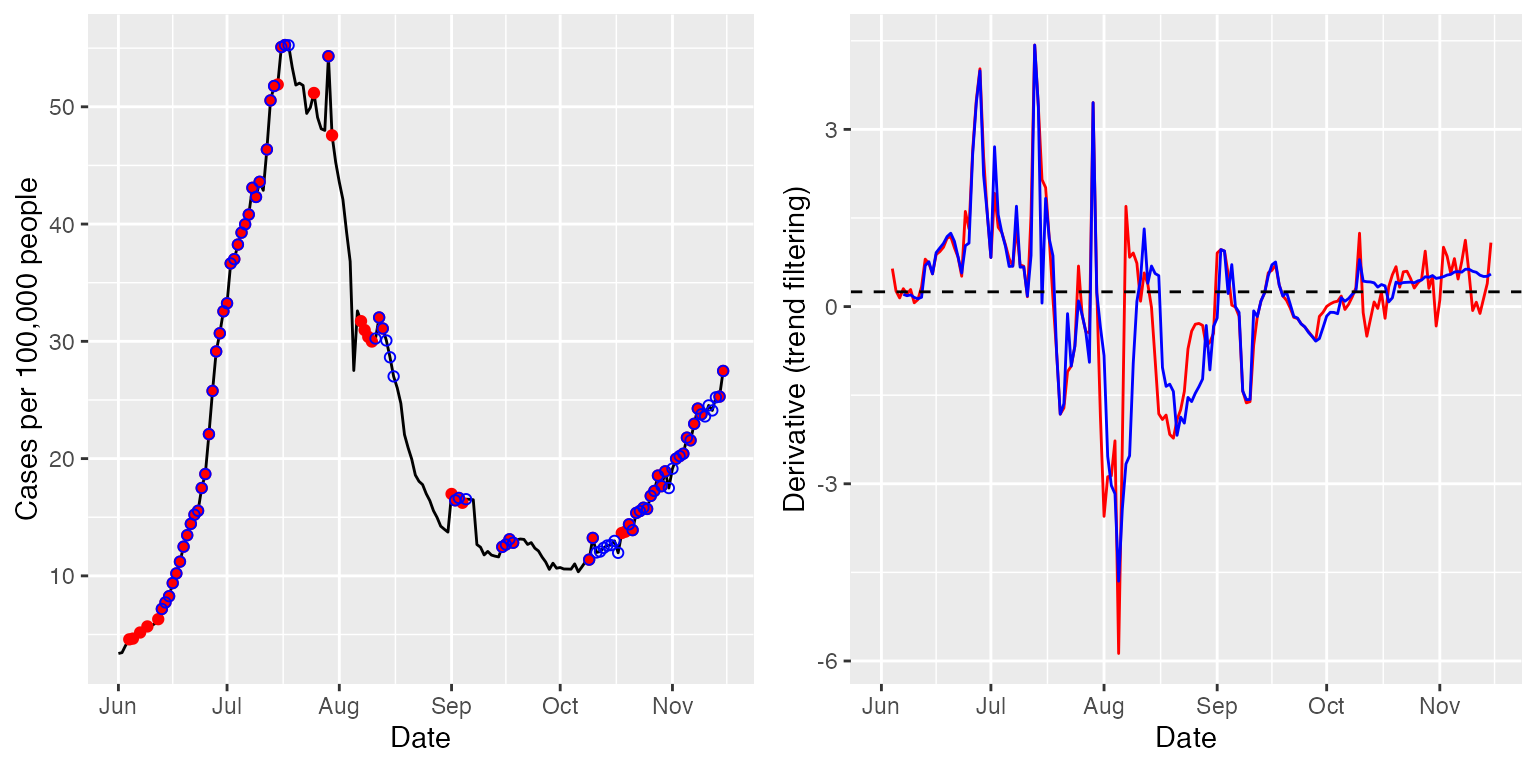 Cases per 100,000 people
50
40
30
20
10
Jun Jul Aug Sep Oct Nov
Date
Derivative (trend filtering)
3
0
-3
-6
Jun Jul Aug Sep Oct Nov
Date